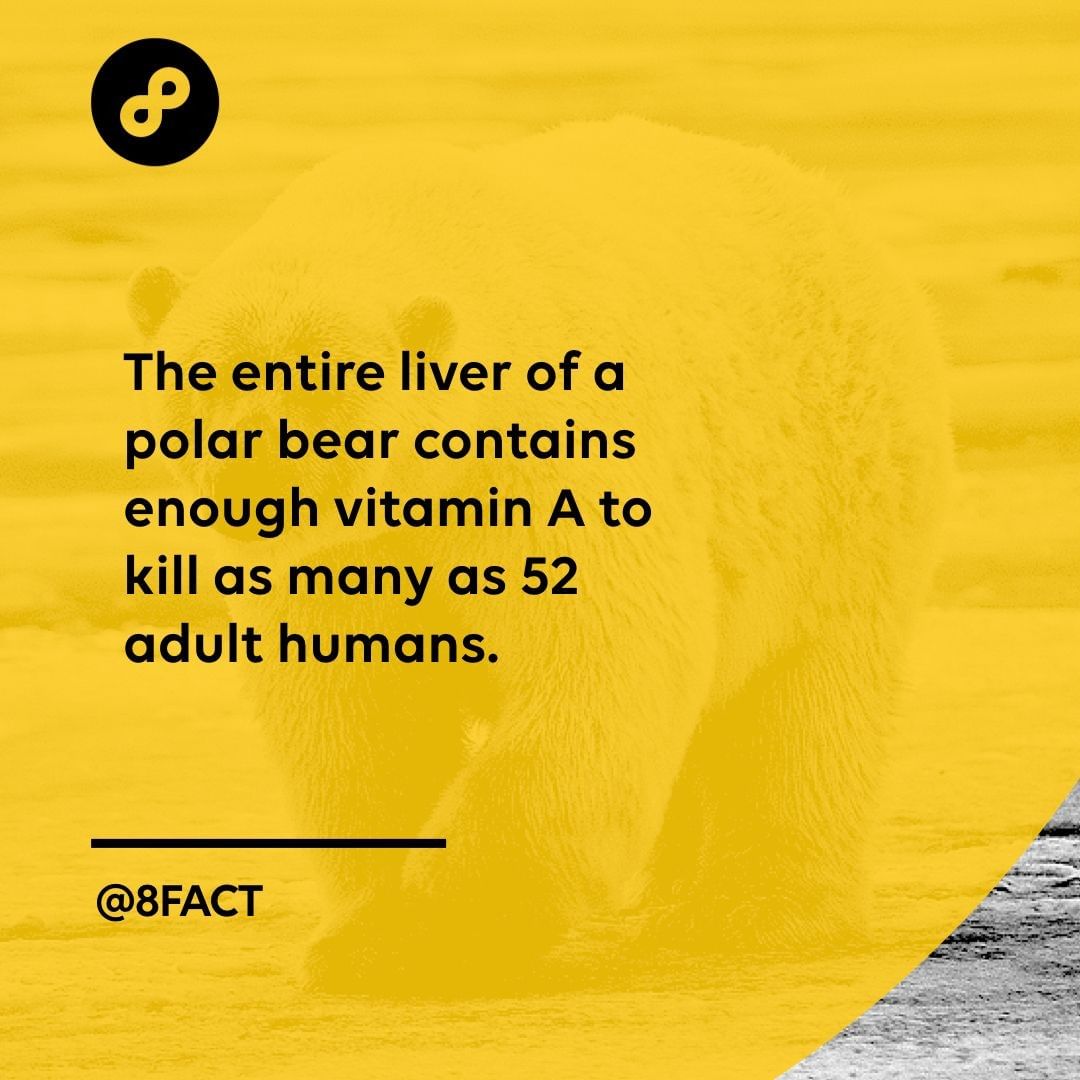 The entire liver of a
polar bear contains
enough vitamin A to
kill as many as 52
adult humans.
@8FACT